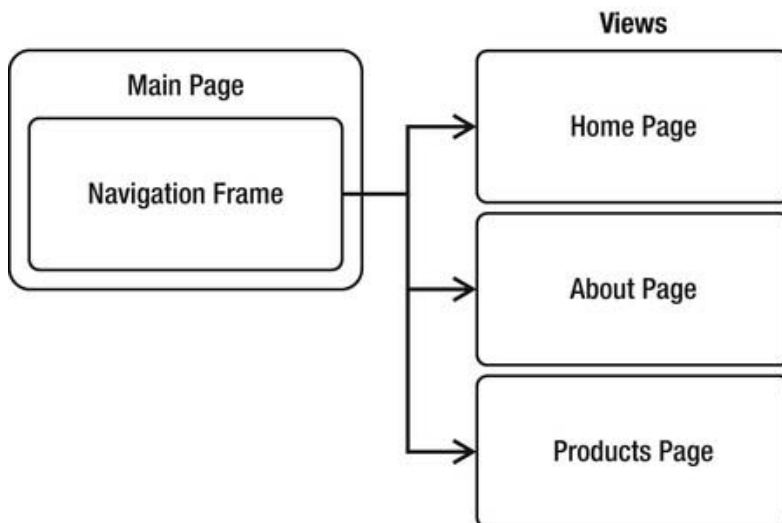 Views
Main Page
Navigation Frame
Home Page
About Page
Products Page